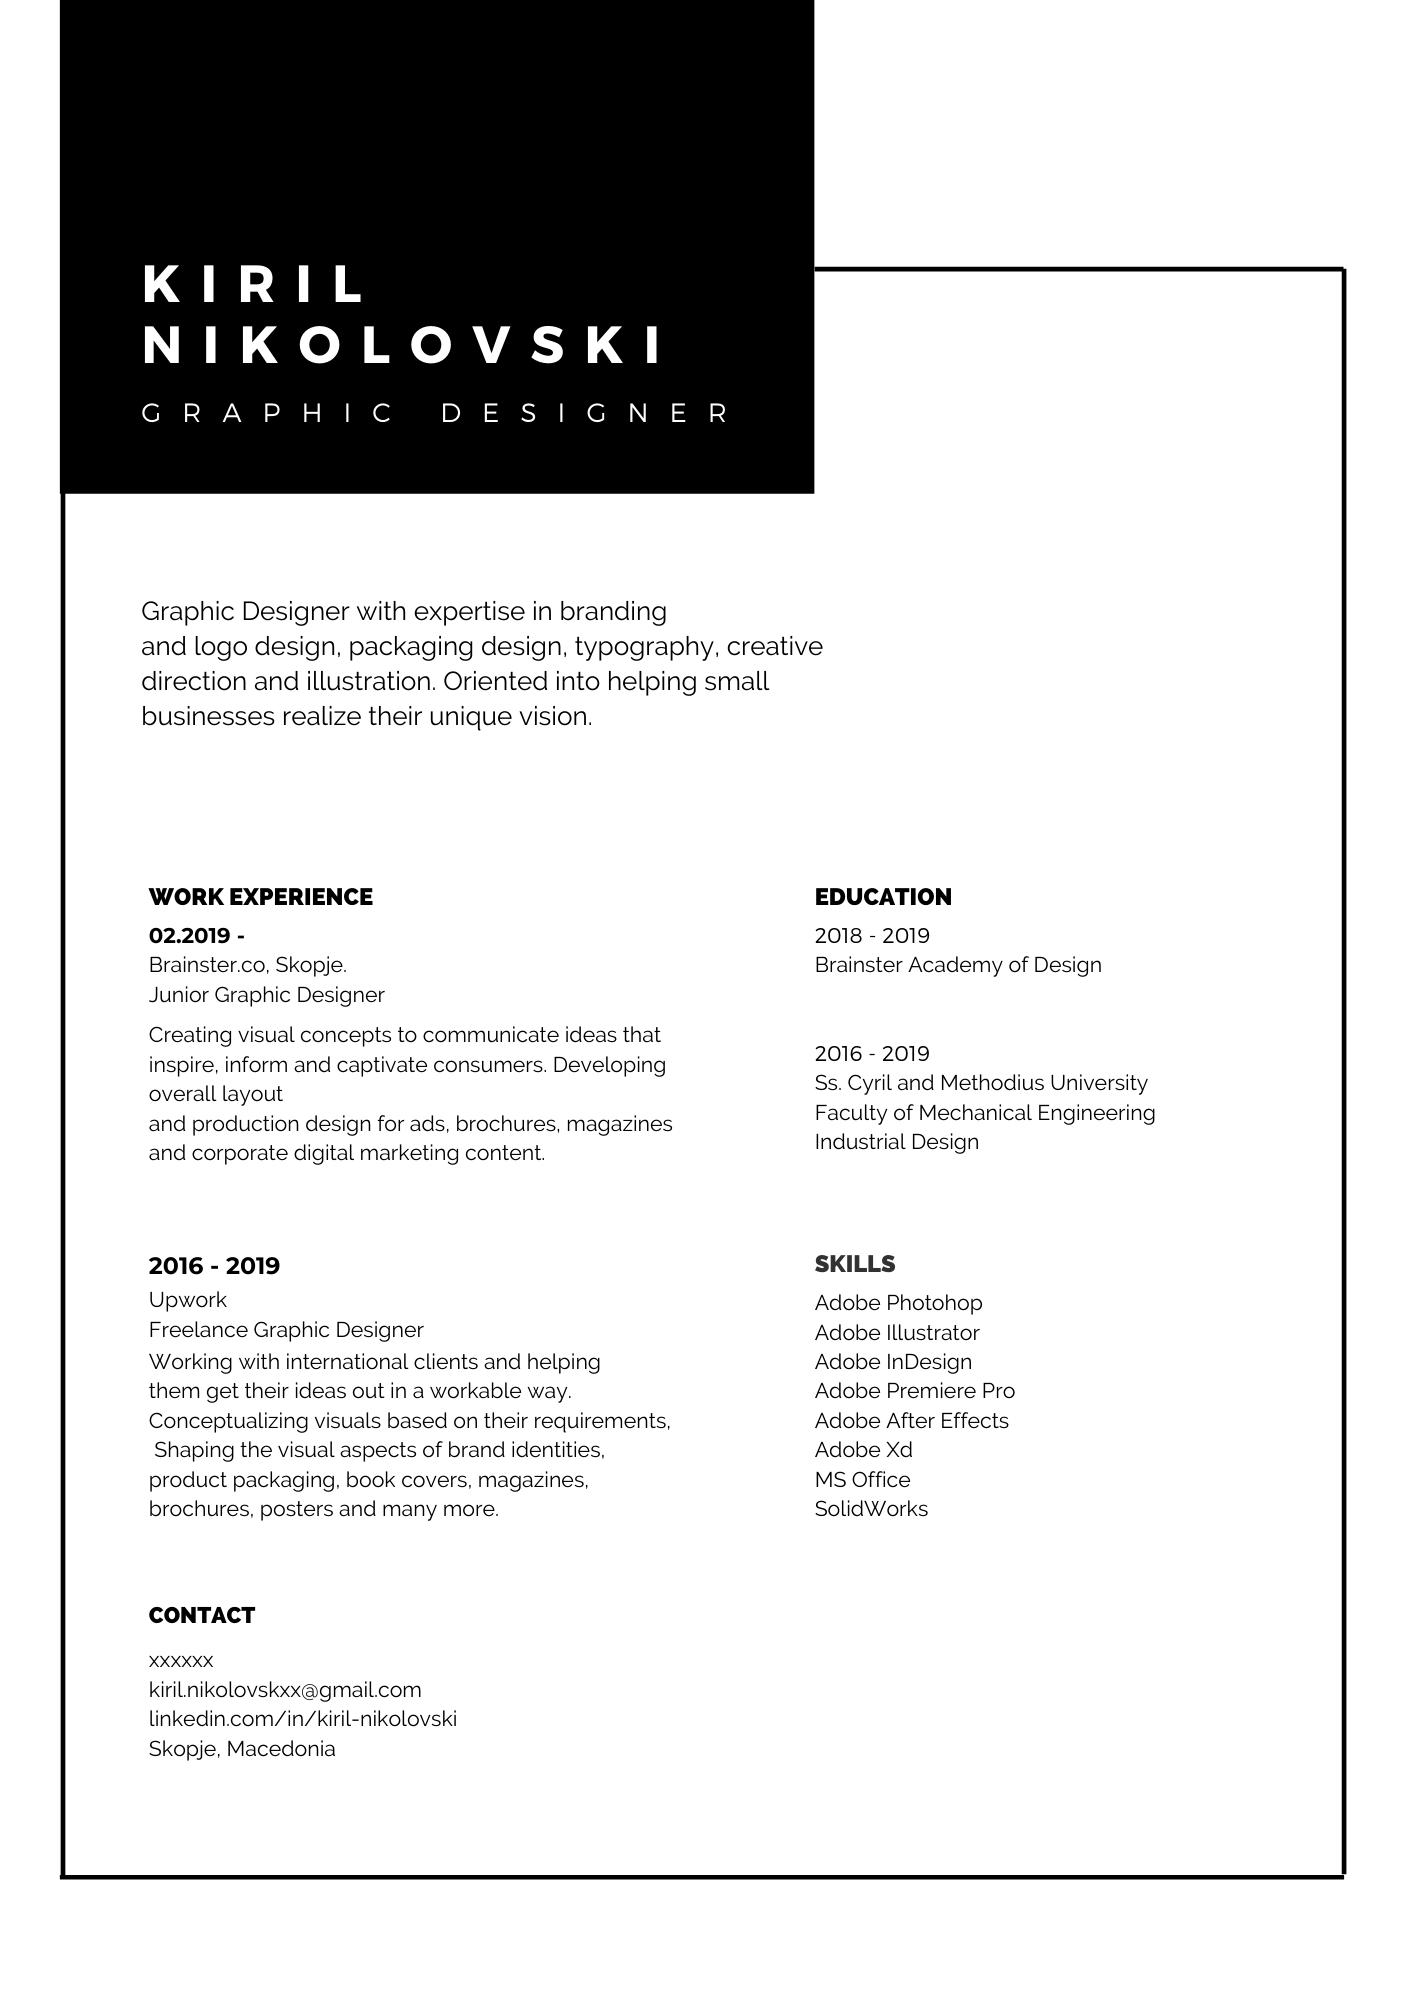 KIRIL
NIKOLOVSKI
GRAPHIC DESIGNER
Graphic Designer with expertise in branding
and logo design, packaging design, typography, creative
direction and illustration. Oriented into helping small
businesses realize their unique vision.
WORK EXPERIENCE
02.2019 -
Brainster.co, Skopje.
Junior Graphic Designer
Creating visual concepts to communicate ideas that
inspire, inform and captivate consumers. Developing
overall layout
and production design for ads, brochures, magazines
and corporate digital marketing content.
2016 - 2019
Upwork
Freelance Graphic Designer
Working with international clients and helping
them get their ideas out in a workable way.
Conceptualizing visuals based on their requirements,
Shaping the visual aspects of brand identities,
product packaging, book covers, magazines,
brochures, posters and many more.
CONTACT
xxxxxx
kiril.nikolovskxx@gmail.com
linkedin.com/in/kiril-nikolovski
Skopje, Macedonia
EDUCATION
2018 - 2019
Brainster Academy of Design
2016 - 2019
Ss. Cyril and Methodius University
Faculty of Mechanical Engineering
Industrial Design
SKILLS
Adobe Photohop
Adobe Illustrator
Adobe InDesign
Adobe Premiere Pro
Adobe After Effects
Adobe Xd
MS Office
SolidWorks